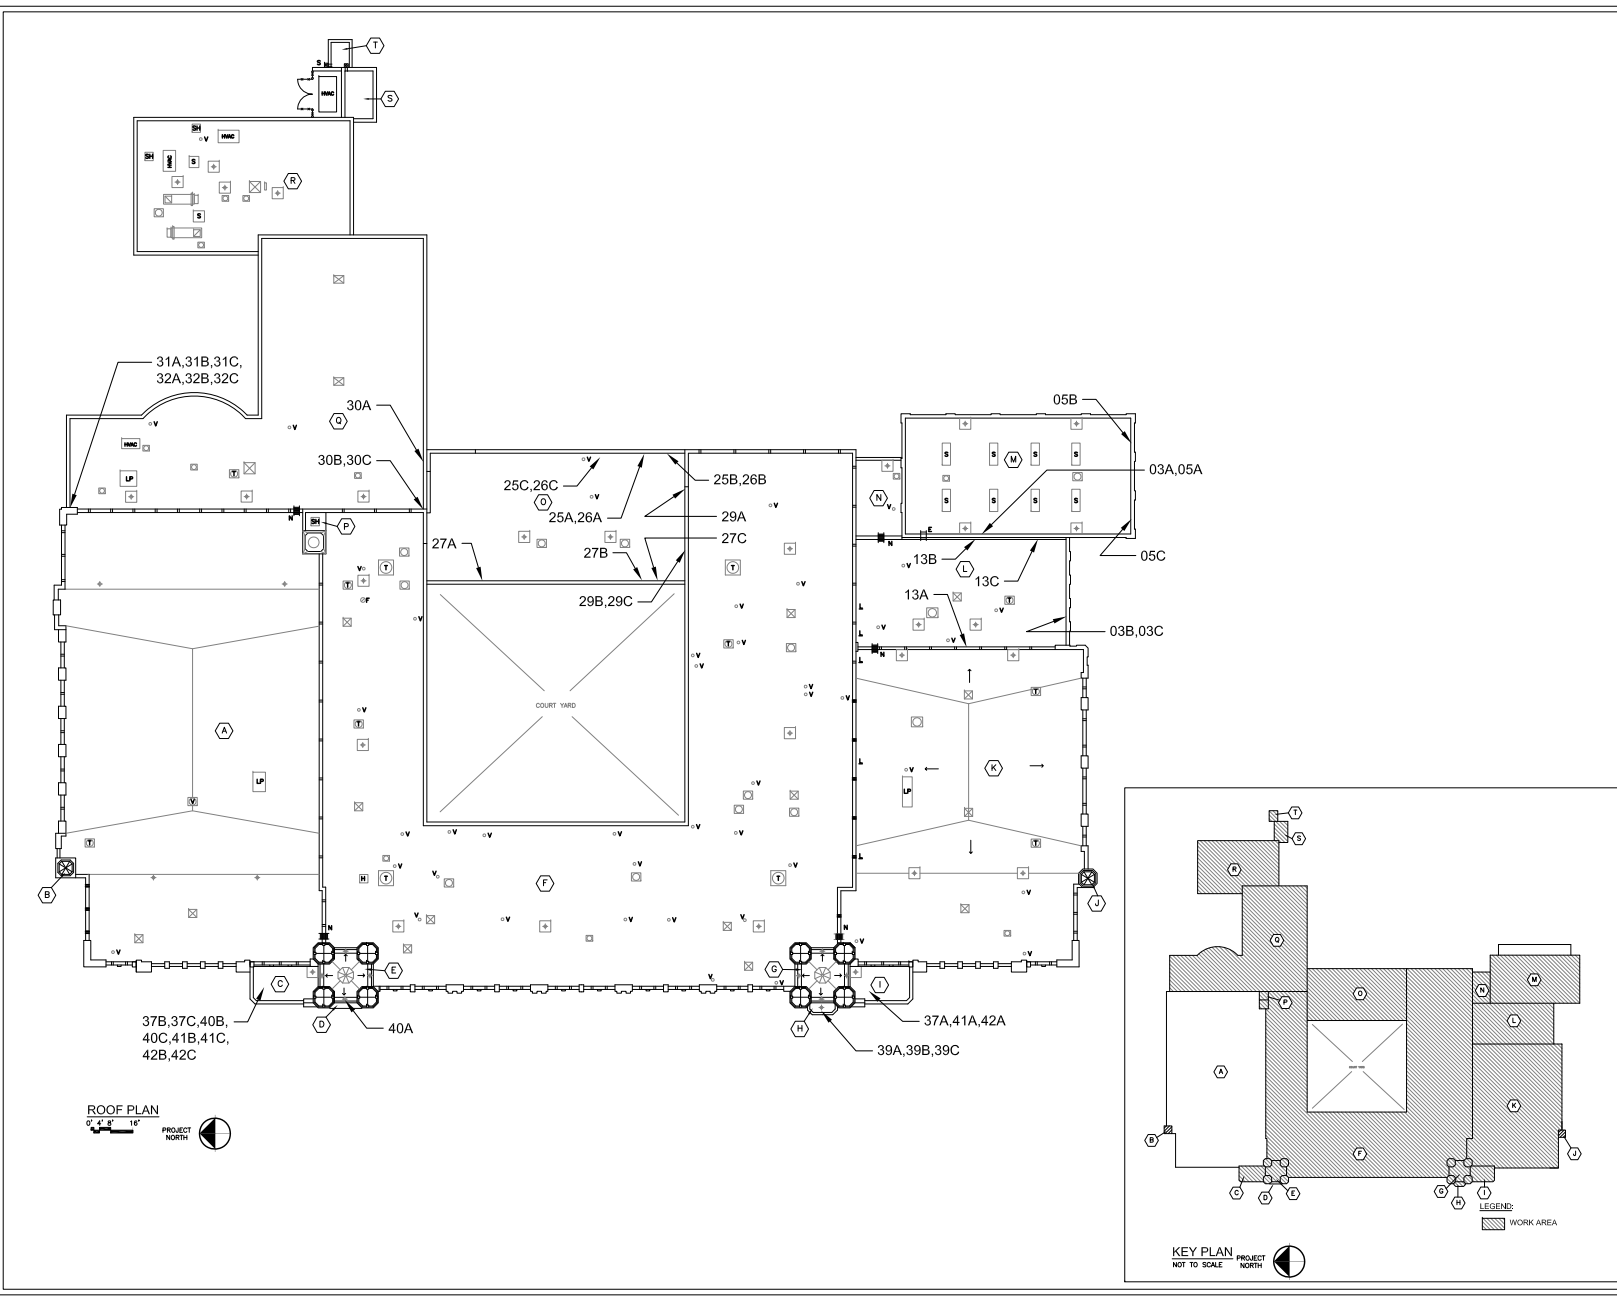 T
S
HVAC
S
SH
V
HVAC
SH
HVAC
S
R
S
31A,31B,31C,
32A,32B,32C
30A
Q
V
V
HVAC
30B,30C
T
LP
N
SH
P
05B
S S S S
M
03A,05A
S S S S
V
25C,26C
25B,26B
V
O
25A,26A
29A
V
N
V
27A
27B
27C
N
E
13B
05C
L
V
13C
V
T
T
V
T
F
29B,29C
V
V
13A
T
V
L
V
03B,03C
V
L
V
T
V
V
N
V
V
L
COURT YARD
V
V
V
T
V
T
A
L
V
K
LP
LP
V
V
V
V
V
V
V
V
T
T
L
B
V
H
T
V
F
V
V
T
V
J
V
V
V
V
V
V
N
N
V
V
C
E
V
V
G
I
D
H
37B,37C,40B,
40C,41B,41C,
42B,42C
40A
37A,41A,42A
39A,39B,39C
ROOF PLAN
0' 4' 8' 16'
PROJECT
NORTH
T
S
R
Q
O
N
M
P
L
A
K
B
F
J
C
D
E
G
H
I
LEGEND:
WORK AREA
KEY PLAN
NOT TO SCALE
PROJECT
NORTH